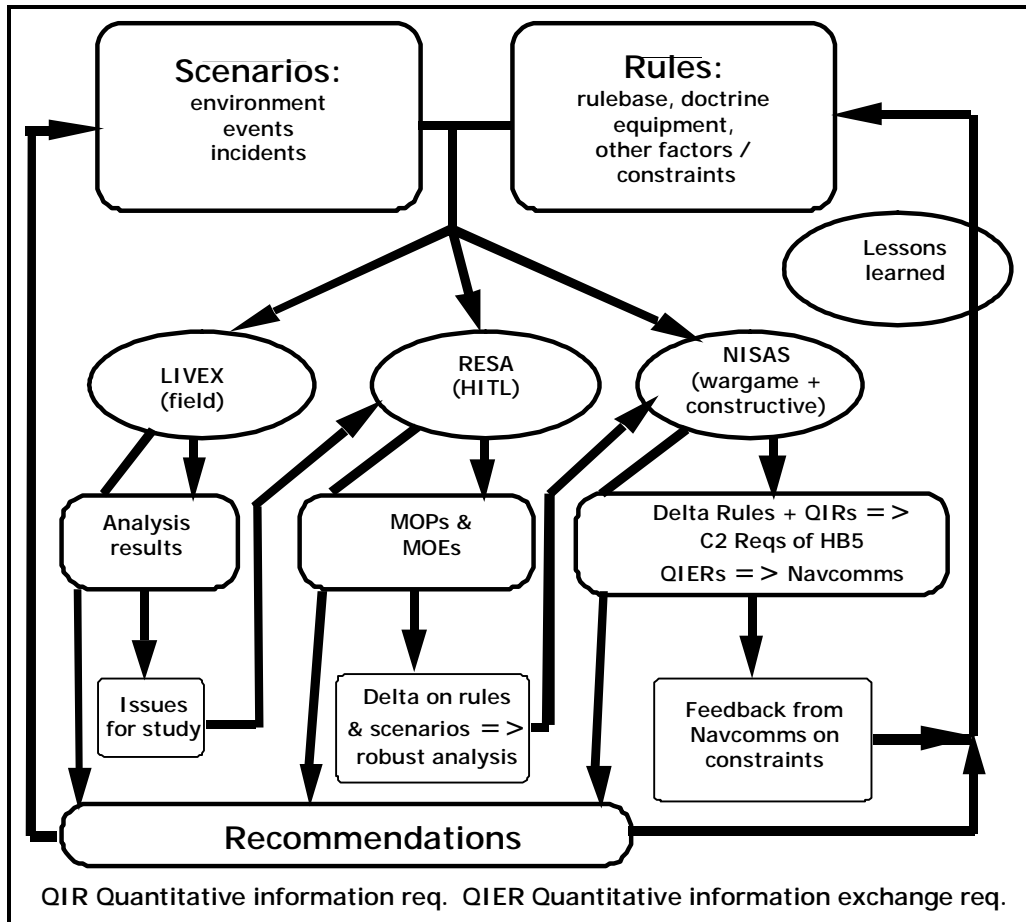 Scenarios:
environment
events
incidents
Rules:
rulebase, doctrine
equipment,
other factors /
constraints
Lessons
learned
LIVEX
(field)
RESA
(HITL)
NISAS
(wargame +
constructive)
Analysis
results
MOPs &
MOEs
Delta Rules + QIRs = >
C2 Reqs of HB5
QIERs = > Navcomms
Issues
for study
Delta on rules
& scenarios = >
robust analysis
Feedback from
Navcomms on
constraints
Recommendations
QIR Quantitative information req. QIER Quantitative information exchange req.